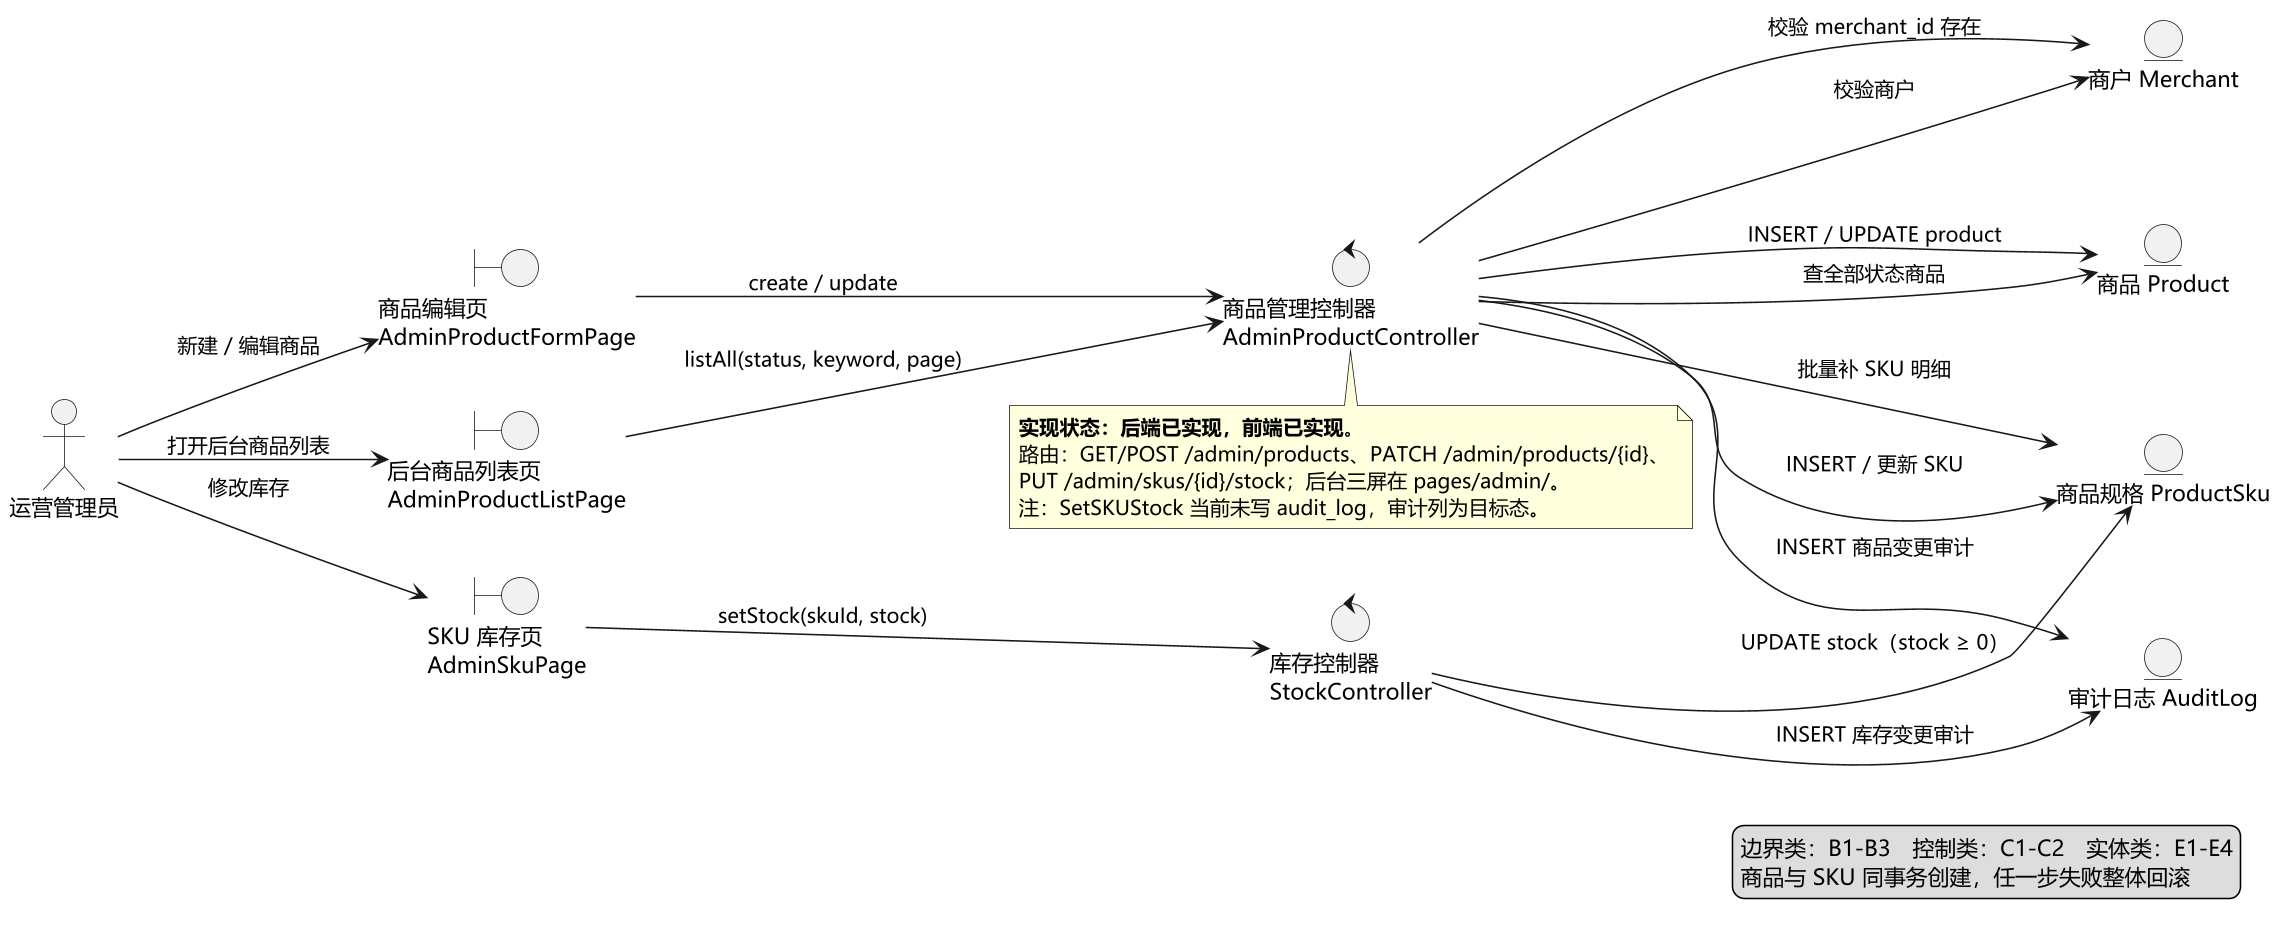 校验 merchant_id 存在
商户 Merchant
校验商户
INSERT / UPDATE product
查全部状态商品
商品 Product
create / update
商品编辑页
AdminProductFormPage
商品管理控制器
AdminProductController
新建 / 编辑商品
listAll(status, keyword, page)
批量补 SKU 明细
打开后台商品列表
后台商品列表页
AdminProductListPage
修改库存
运营管理员
实现状态：后端已实现，前端已实现。
路由：GET/POST /admin/products、PATCH /admin/products/{id}、
PUT /admin/skus/{id}/stock；后台三屏在 pages/admin/。
注：SetSKUStock 当前未写 audit_log，审计列为目标态。
INSERT / 更新 SKU
商品规格 ProductSku
INSERT 商品变更审计
setStock(skuId, stock)
SKU 库存页
AdminSkuPage
库存控制器
StockController
UPDATE stock（stock ≥ 0）
审计日志 AuditLog
INSERT 库存变更审计
边界类：B1-B3　控制类：C1-C2　实体类：E1-E4
商品与 SKU 同事务创建，任一步失败整体回滚